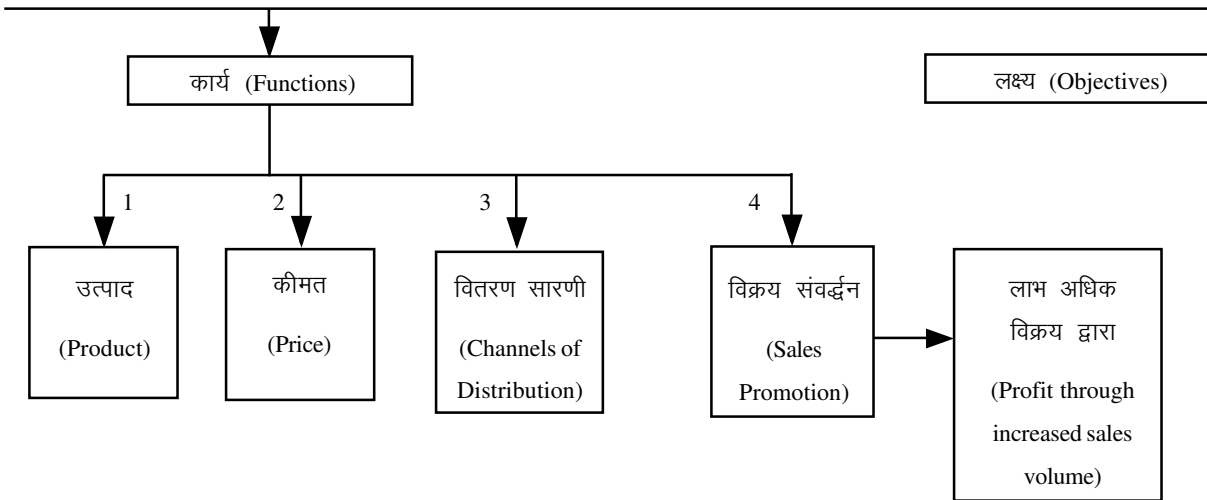 कार्य (Functions)
लक्ष्य (Objectives)
1
2
3
4
उत्पाद
(Product)
कीमत
(Price)
वितरण सारणी
(Channels of
Distribution)
विक्रय संवर्द्धन
(Sales
Promotion)
लाभ अधिक
विक्रय द्वारा
(Profit through
increased sales
volume)